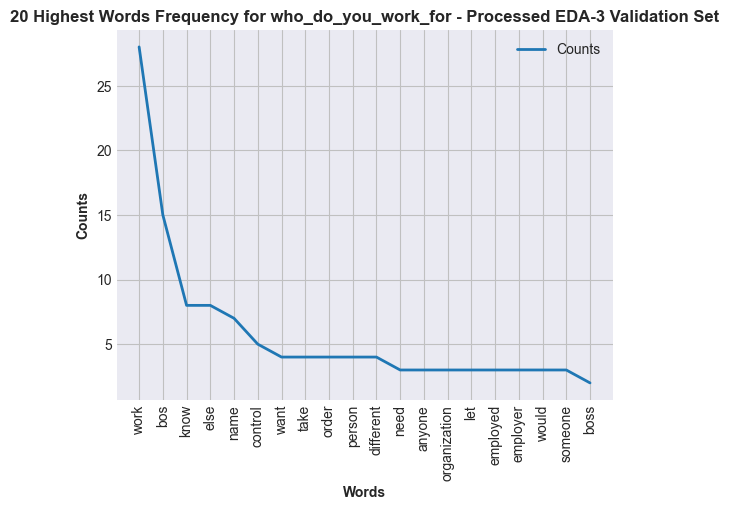 20 Highest Words Frequency for who_do_you_work_for - Processed EDA-3 Validation Set
Counts
25
20
15
10
5
Counts
work
bos
know
else
name
control
want
take
order
person
different
need
anyone
organization
let
employed
employer
would
someone
boss
Words